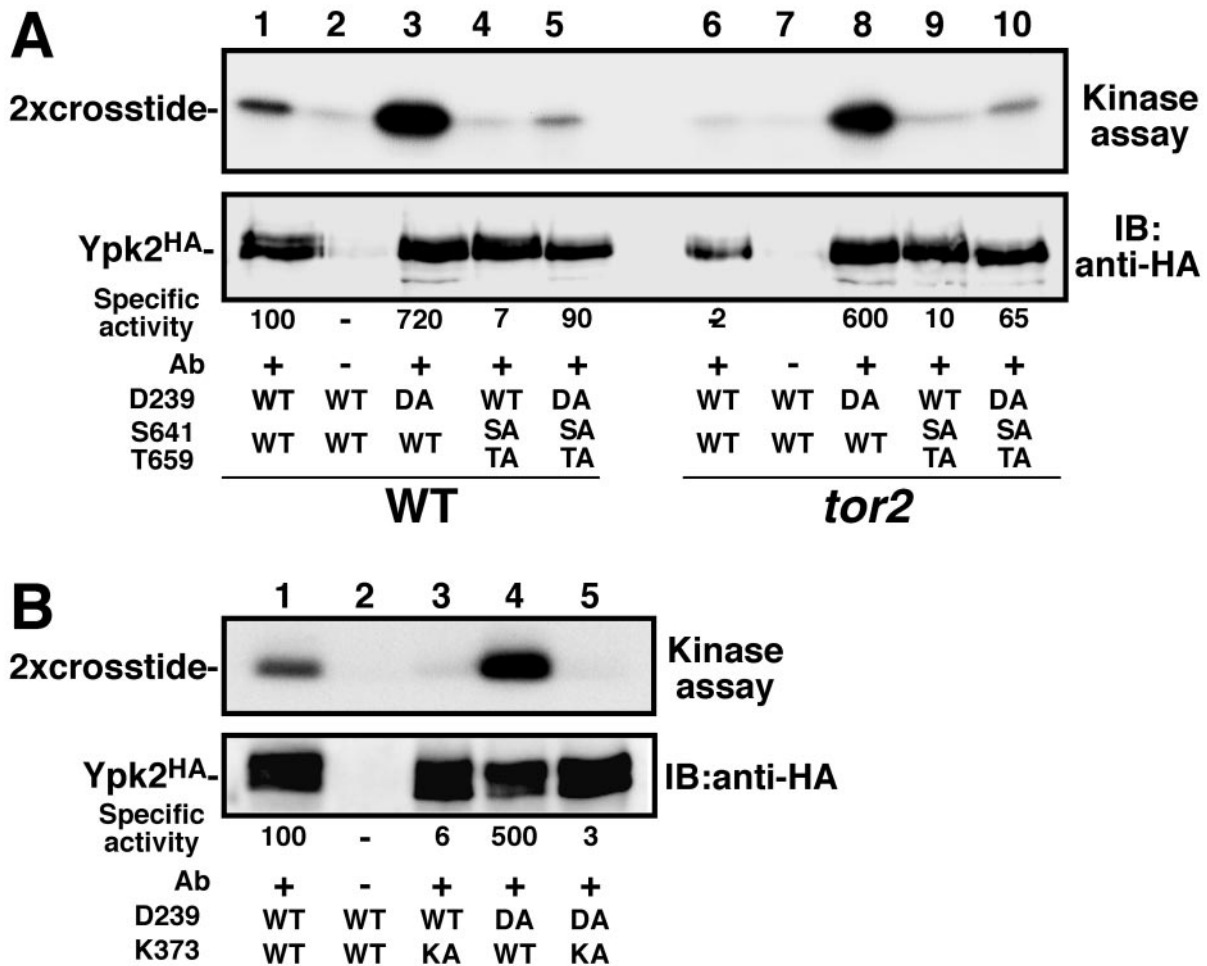 A
1 2 3 4 5 6 7 8 9 10
2xcrosstide-
Kinase
assay
Ypk2HA-
IB:
anti-HA
Specific
activity
100 - 720 7 90 -2 600 10 65
Ab + - + + + + - + + +
D239 WT WT DA WT DA WT WT DA WT DA
S641
T659
WT WT WT SA SA WT WT WT SA SA
TA TA TA TA
WT tor2
B
1 2 3 4 5
2xcrosstide-
Kinase
assay
Ypk2HA-
IB:anti-HA
Specific
activity
100 - 6 500 3
Ab + - + + +
D239 WT WT WT DA DA
K373 WT WT KA WT KA